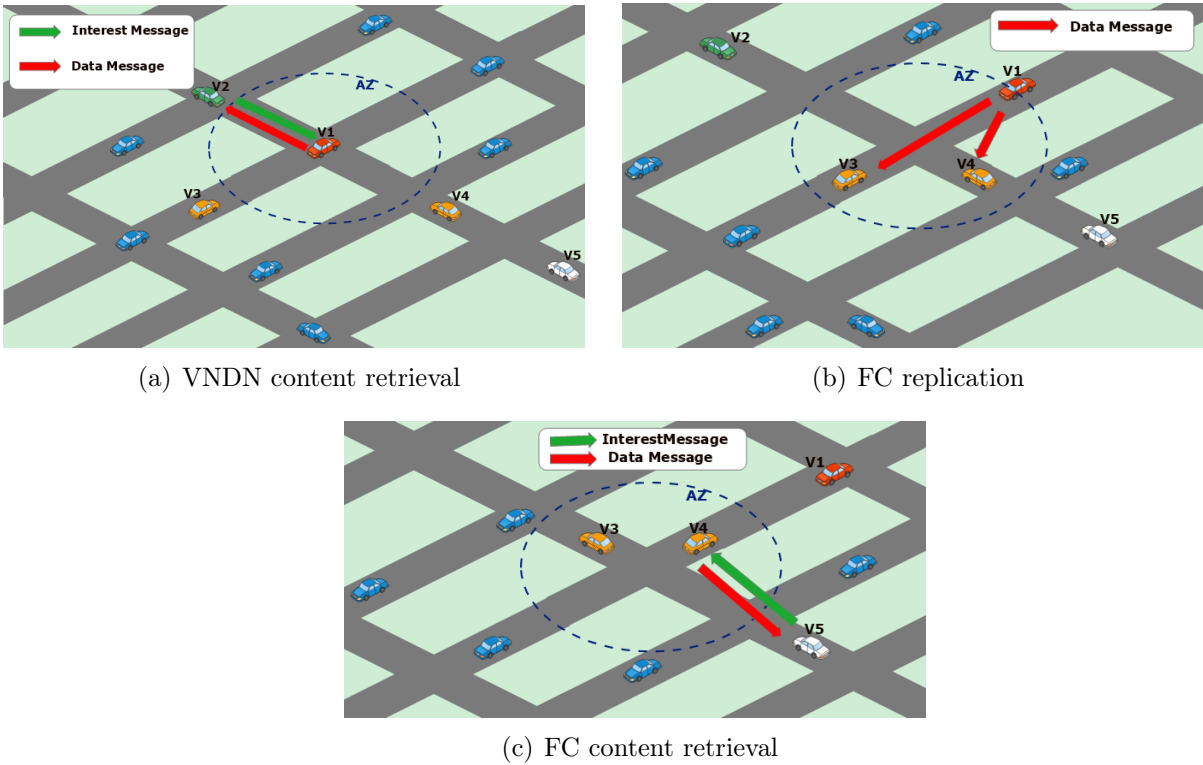 Interest Message
Data Message
V2
AZ
V1
V3
V4
V5
(a) VNDN content retrieval
Data Message
V2
AZ
V1
V3
V4
V5
(b) FC replication
InterestMessage
Data Message
V1
AZ
V3
V4
V5
(c) FC content retrieval